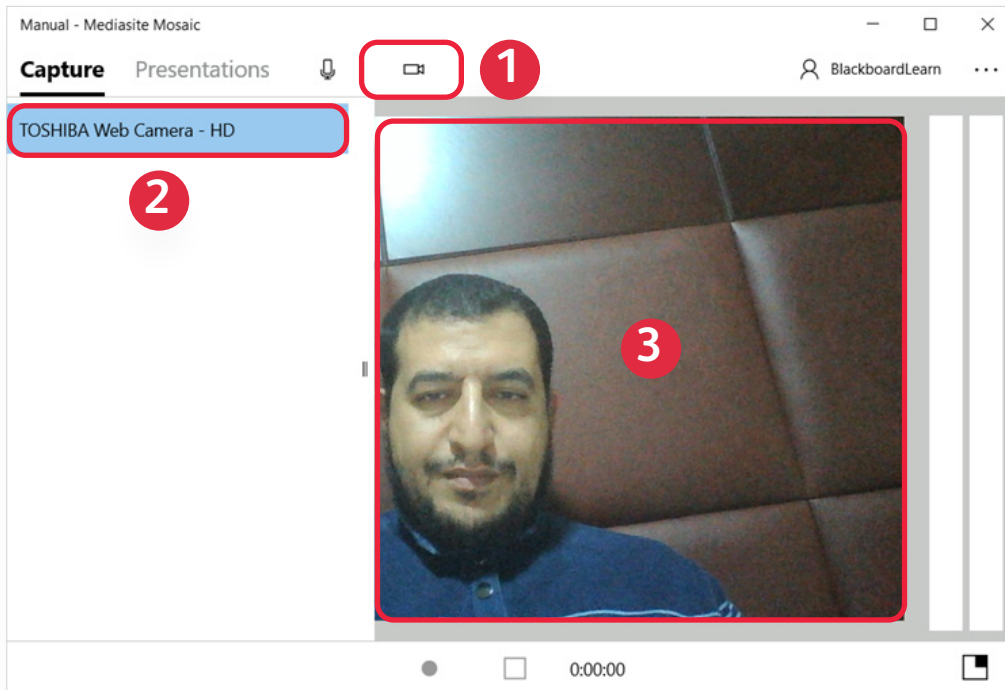 Manual - Mediasite Mosaic
Capture Presentations 1 BlackboardLearn
TOSHIBA Web Camera - HD
2
3
0:00:00